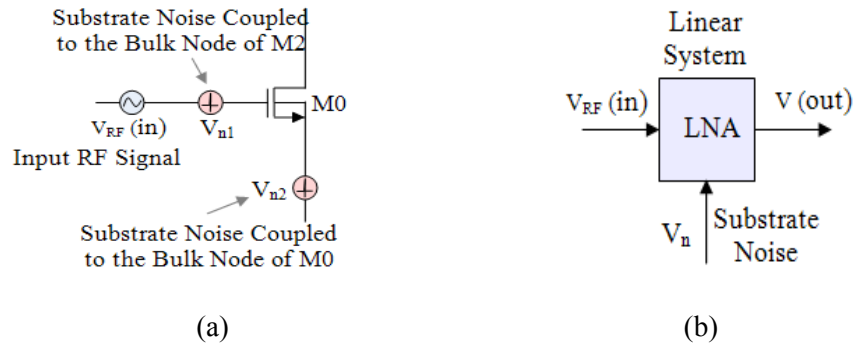 Substrate Noise Coupled
to the Bulk Node of M2
V_RF (in)
V_n1
M0
Input RF Signal
V_n2
Substrate Noise Coupled
to the Bulk Node of M0
(a)
Linear
System
V_RF (in)
LNA
V (out)
V_n
Substrate
Noise
(b)